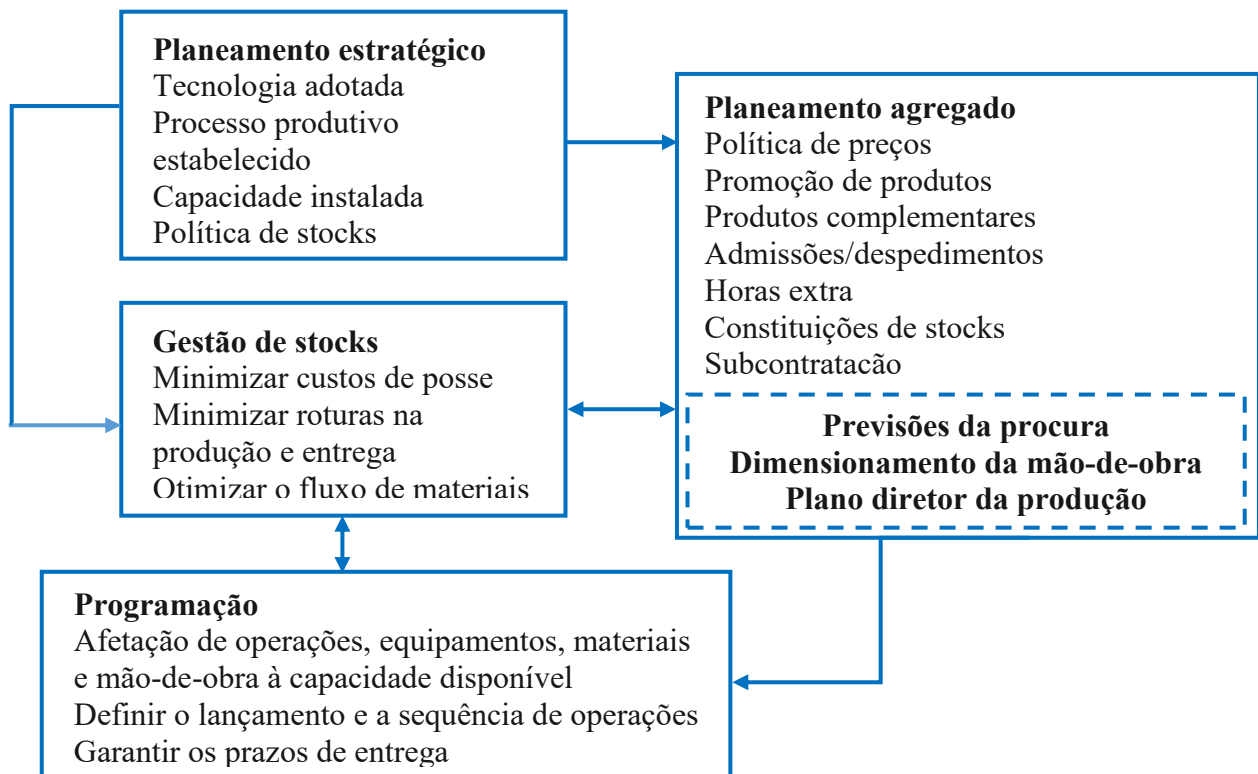 Planeamento estratégico
Tecnologia adotada
Processo produtivo
estabelecido
Capacidade instalada
Política de stocks
Planeamento agregado
Política de preços
Promoção de produtos
Produtos complementares
Admissões/despedimentos
Horas extra
Constituições de stocks
Subcontratacão
Previsões da procura
Dimensionamento da mão-de-obra
Plano diretor da produção
Gestão de stocks
Minimizar custos de posse
Minimizar roturas na
produção e entrega
Otimizar o fluxo de materiais
Programação
Afetação de operações, equipamentos, materiais
e mão-de-obra à capacidade disponível
Definir o lançamento e a sequência de operações
Garantir os prazos de entrega